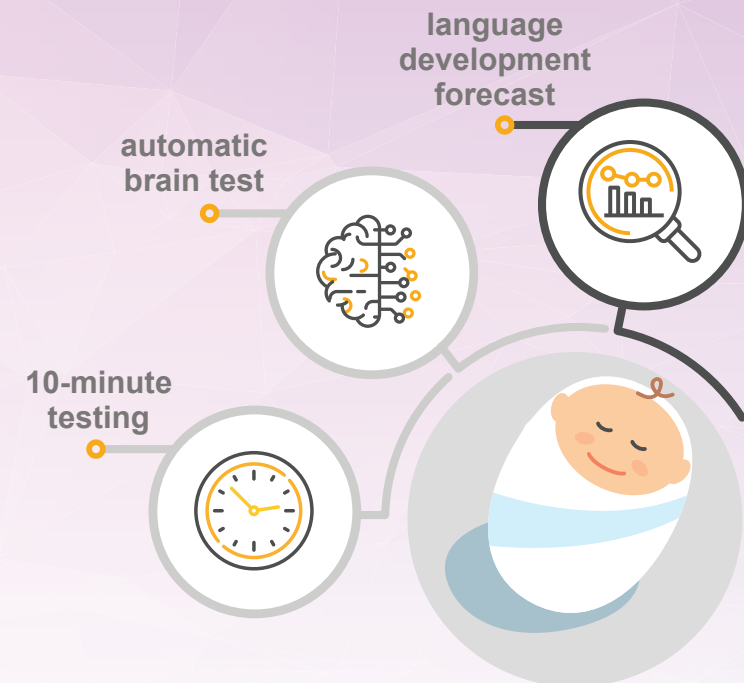 language
development
forecast
automatic
brain test
10-minute
testing